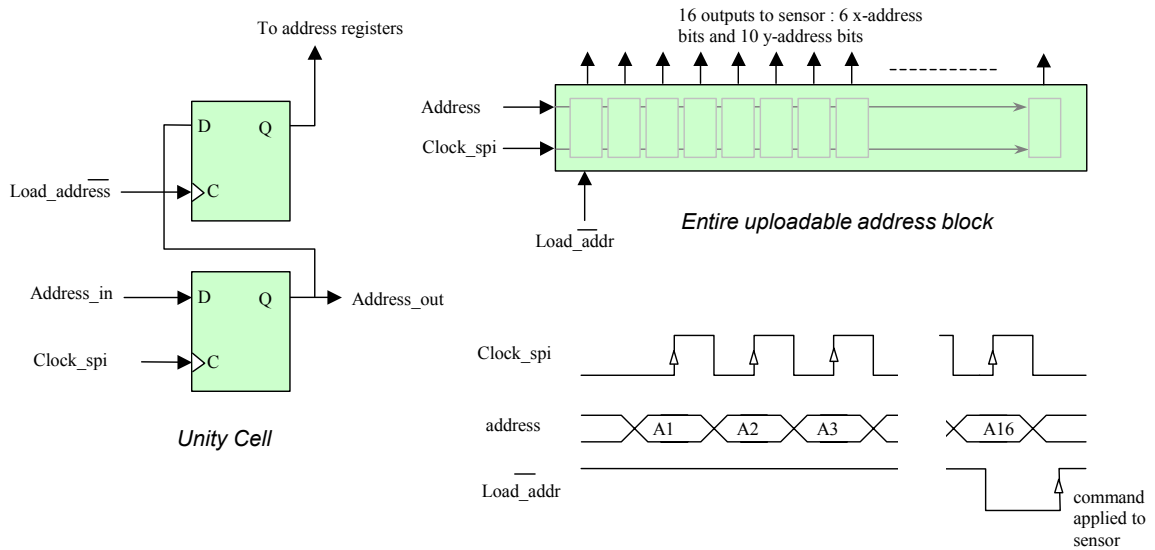 To address registers
D
Q
Load_address
C
Address_in
D
Q
Address_out
Clock_spi
C
Unity Cell
16 outputs to sensor : 6 x-address
bits and 10 y-address bits
Address
Clock_spi
Load_addr
Entire uploadable address block
Clock_spi
address
A1
A2
A3
A16
Load_addr
command
applied to
sensor